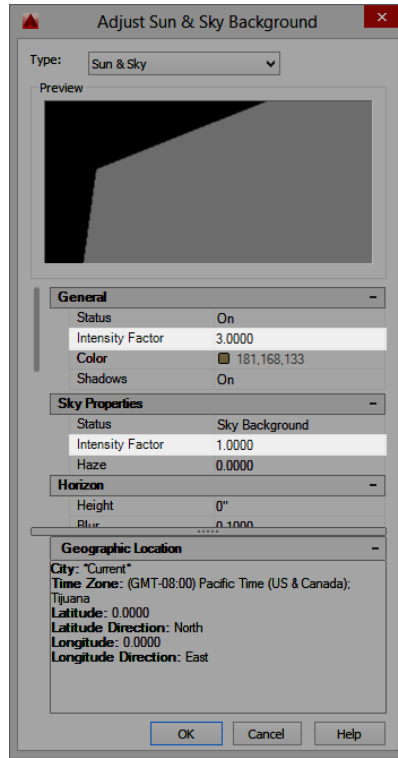 Adjust Sun & Sky Background
Type: Sun & Sky
Preview
General
Status On
Intensity Factor 3.0000
Color 181,168,133
Shadows On
Sky Properties
Status Sky Background
Intensity Factor 1.0000
Haze 0.0000
Horizon
Height 0"
Blur 0.1000
Geographic Location
City: "Current"
Time Zone: (GMT-08:00) Pacific Time (US & Canada);
Tijuana
Latitude: 0.0000
Latitude Direction: North
Longitude: 0.0000
Longitude Direction: East
OK Cancel Help